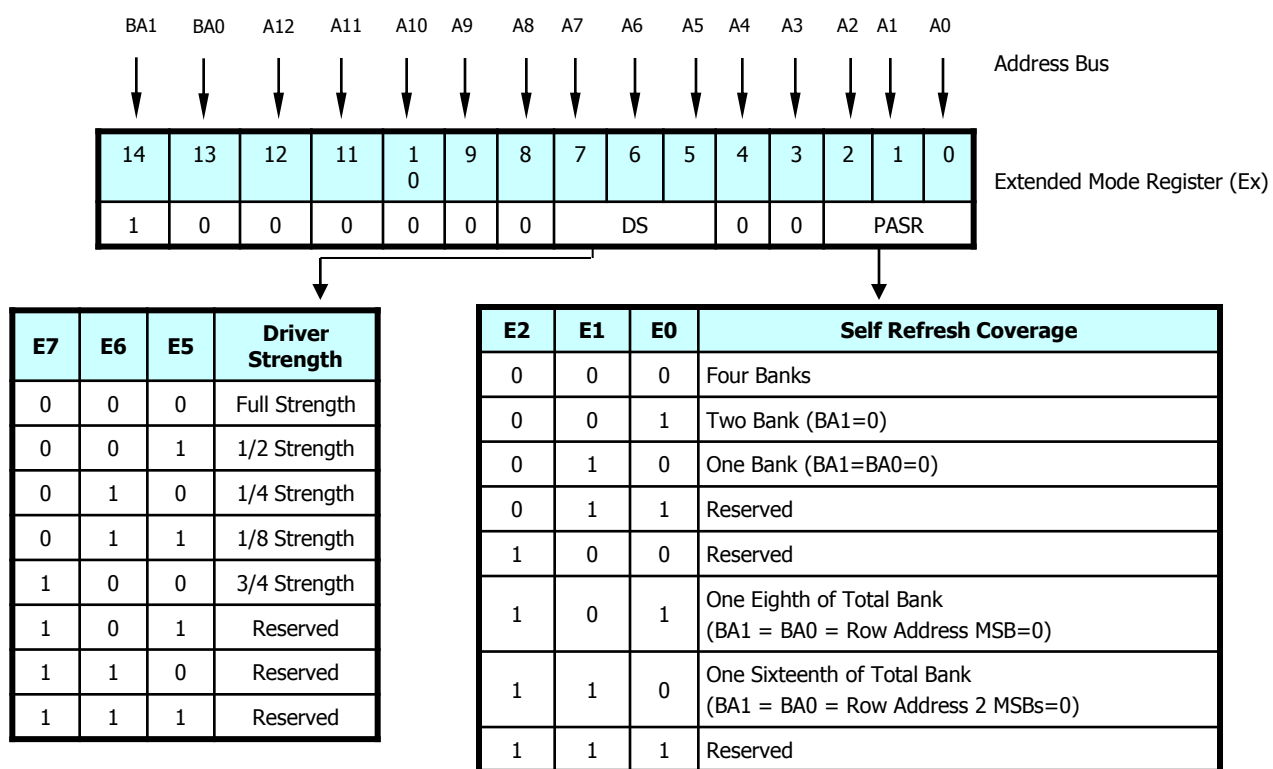 BA1 BA0 A12 A11 A10 A9 A8 A7 A6 A5 A4 A3 A2 A1 A0
Address Bus
14 13 12 11 10 9 8 7 6 5 4 3 2 1 0
Extended Mode Register (Ex)
1 0 0 0 0 0 0 DS 0 0 PASR
E7 E6 E5 Driver Strength
0 0 0 Full Strength
0 0 1 1/2 Strength
0 1 0 1/4 Strength
0 1 1 1/8 Strength
1 0 0 3/4 Strength
1 0 1 Reserved
1 1 0 Reserved
1 1 1 Reserved
E2 E1 E0 Self Refresh Coverage
0 0 0 Four Banks
0 0 1 Two Bank (BA1=0)
0 1 0 One Bank (BA1=BA0=0)
0 1 1 Reserved
1 0 0 Reserved
1 0 1 One Eighth of Total Bank
(BA1 = BA0 = Row Address MSB=0)
1 1 0 One Sixteenth of Total Bank
(BA1 = BA0 = Row Address 2 MSBs=0)
1 1 1 Reserved